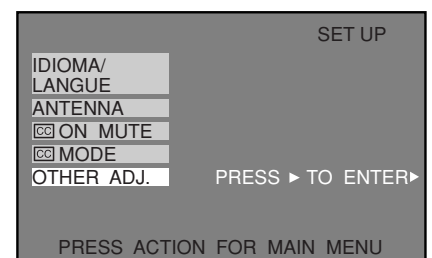 SET UP
IDIOMA/
LANGUE
ANTENNA
CC ON MUTE
CC MODE
OTHER ADJ. PRESS ► TO ENTER►
PRESS ACTION FOR MAIN MENU